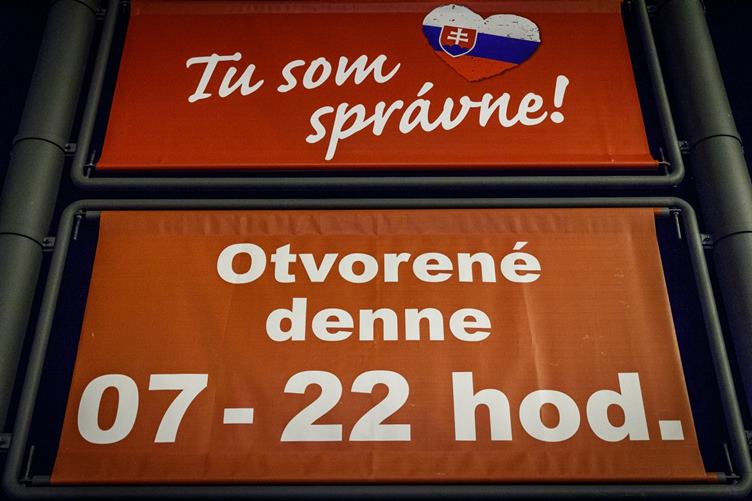 Tu som
správne!
Otvorené
denne
07 - 22 hod.